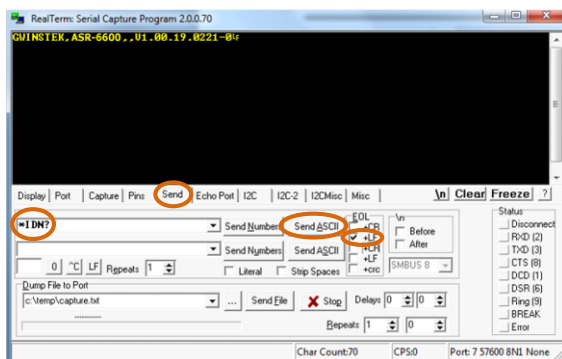 RealTerm: Serial Capture Program 2.0.0.70
GWINSTEK,ASR-6600,,V1.00.19.0221-0LF
Display Port Capture Pins Send Echo Port I2C I2C-2 I2CMisc Misc \n Clear Freeze ?
*IDN? Send Numbers Send ASCII
Send Numbers Send ASCII
0 ^C LF Repeats 1 Literal Strip Spaces
EOL
+CR
+LF
+CR
+LF
+crc
\n
Before
After
SMBUS 8
Dump File to Port
c:\temp\capture.txt ... Send File Stop Delays 0 0
Repeats 1 0
Status
Disconnect
RXD (2)
TXD (3)
CTS (8)
DCD (1)
DSR (6)
Ring (9)
BREAK
Error
Char Count:70 CPS:0 Port: 7 57600 8N1 None